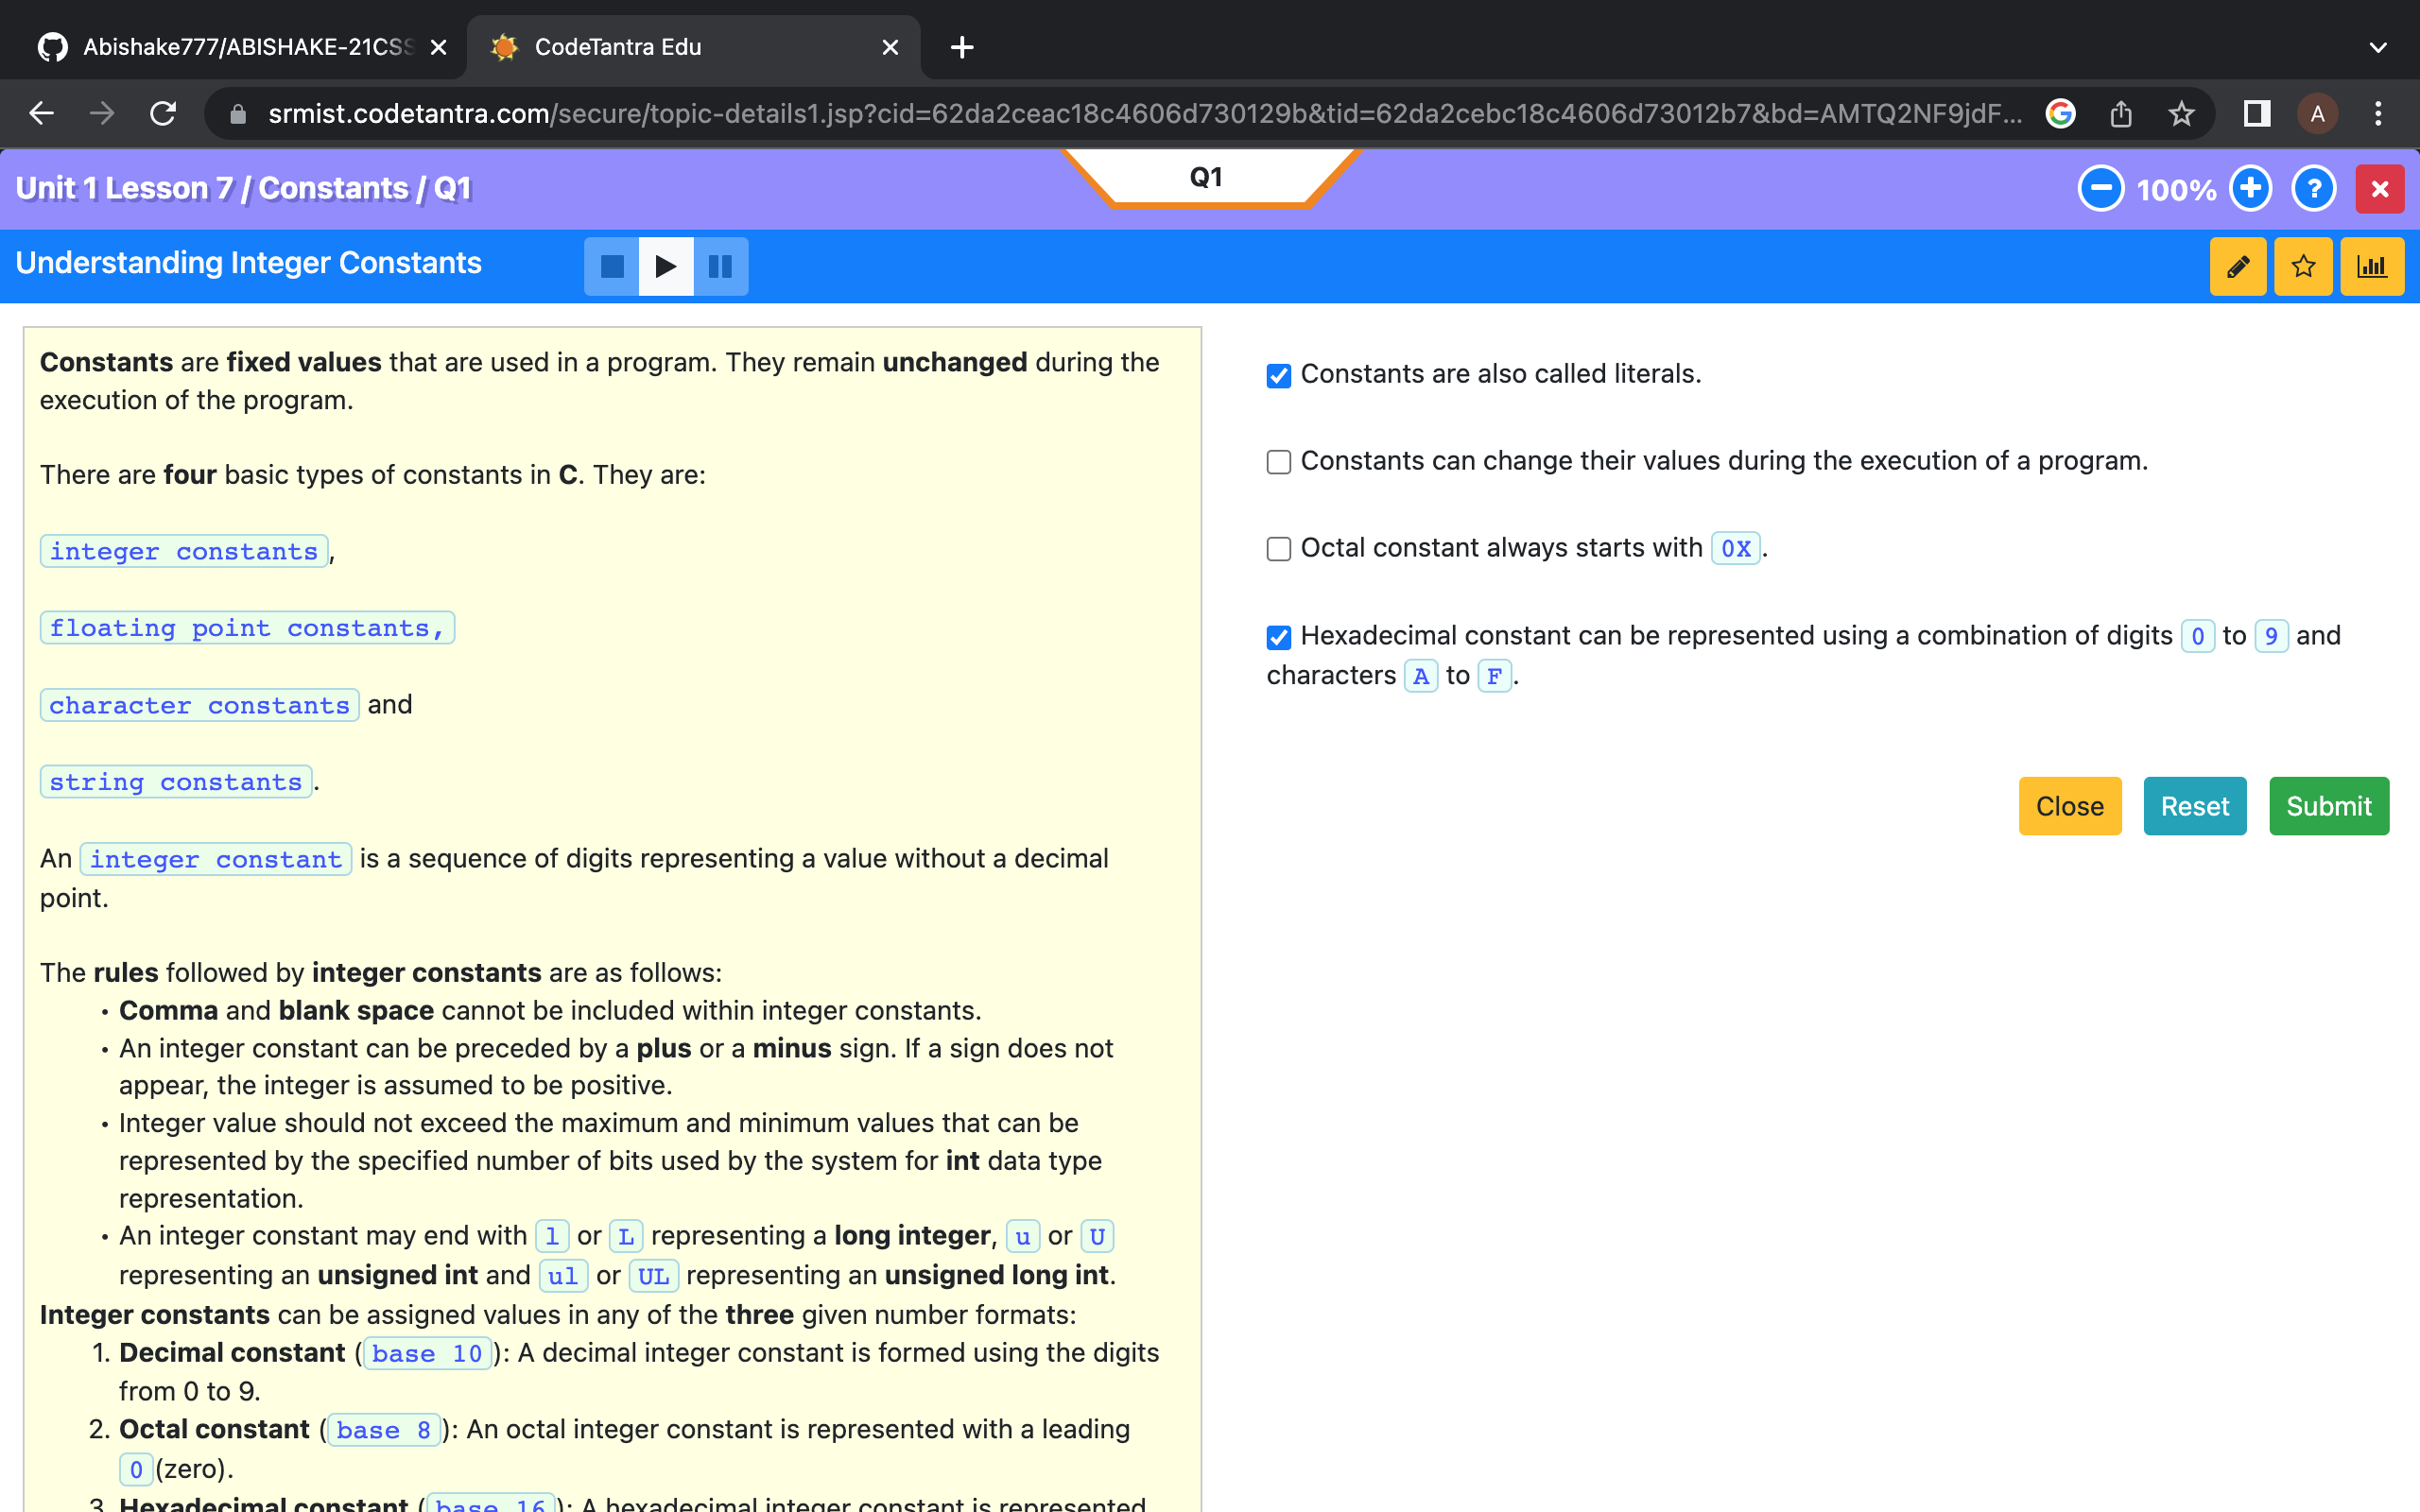 Abishake777/ABISHAKE-21CSS
CodeTantra Edu
srmist.codetantra.com/secure/topic-details1.jsp?cid=62da2ceac18c4606d730129b&tid=62da2cebc18c4606d73012b7&bd=AMTQ2NF9jdF...
A
Unit 1 Lesson 7 / Constants / Q1
Q1
100%
?
Understanding Integer Constants
Constants are fixed values that are used in a program. They remain unchanged during the
execution of the program.
There are four basic types of constants in C. They are:
integer constants,
floating point constants,
character constants and
string constants.
An integer constant is a sequence of digits representing a value without a decimal
point.
The rules followed by integer constants are as follows:
• Comma and blank space cannot be included within integer constants.
• An integer constant can be preceded by a plus or a minus sign. If a sign does not
appear, the integer is assumed to be positive.
• Integer value should not exceed the maximum and minimum values that can be
represented by the specified number of bits used by the system for int data type
representation.
• An integer constant may end with l or L representing a long integer, u or U
representing an unsigned int and ul or UL representing an unsigned long int.
Integer constants can be assigned values in any of the three given number formats:
1. Decimal constant (base 10): A decimal integer constant is formed using the digits
from 0 to 9.
2. Octal constant (base 8): An octal integer constant is represented with a leading
0(zero).
3. Hexadecimal constant (base 16): A hexadecimal integer constant is represented
Constants are also called literals.
Constants can change their values during the execution of a program.
Octal constant always starts with 0X.
Hexadecimal constant can be represented using a combination of digits 0 to 9 and
characters A to F.
Close
Reset
Submit